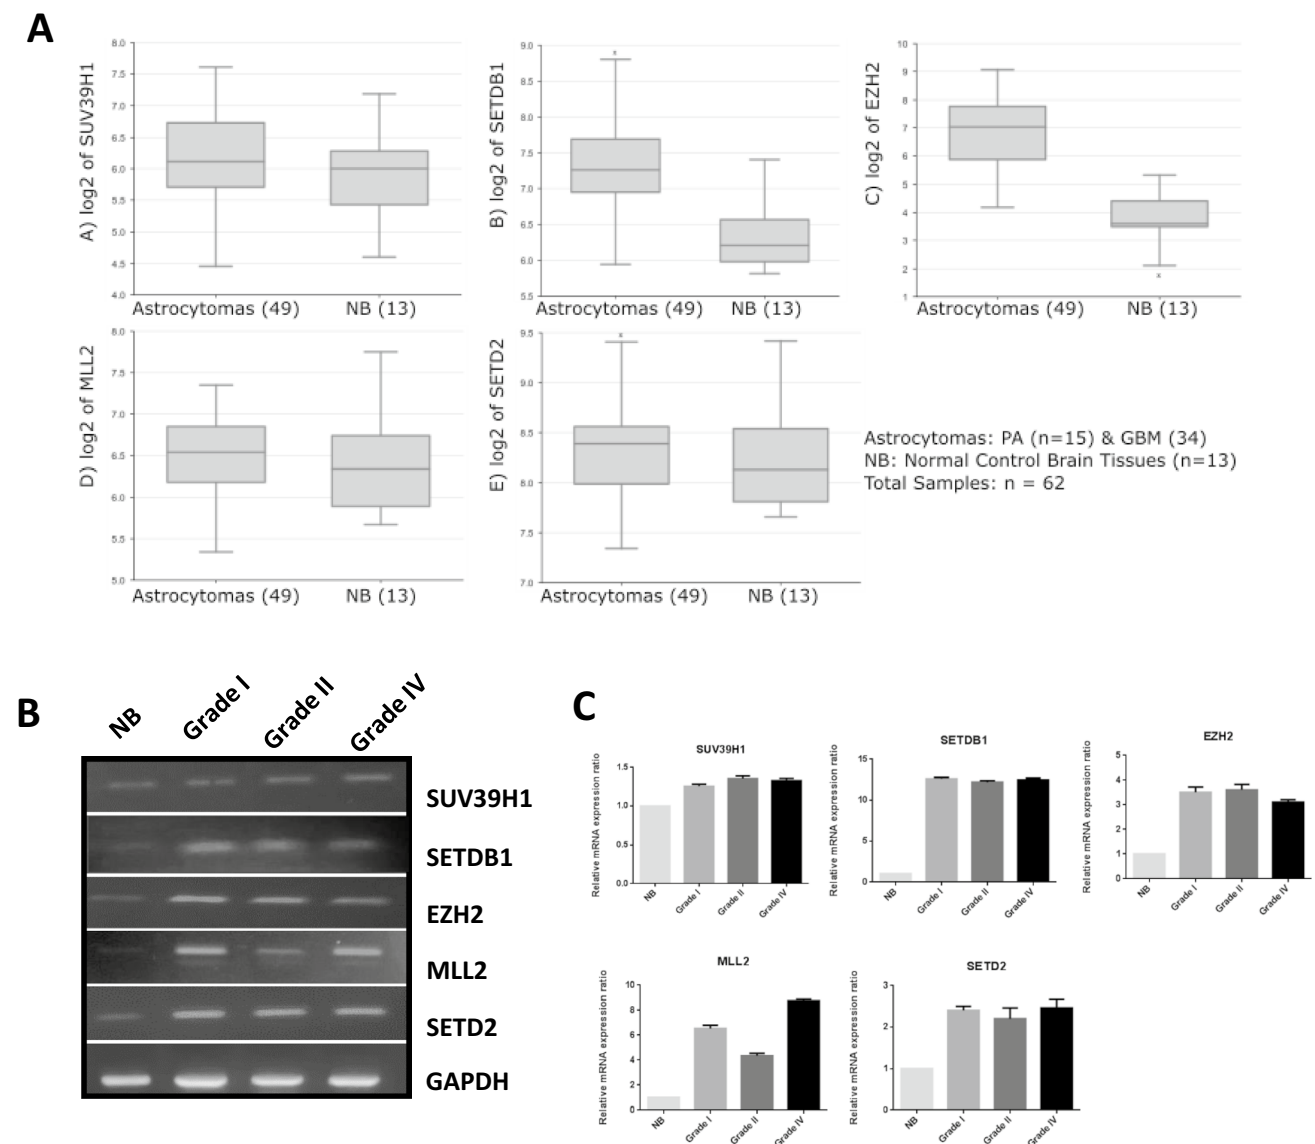 A
A) log2 of SUV39H1
8.0
7.5
7.0
6.5
6.0
5.5
5.0
4.5
4.0
Astrocytomas (49) NB (13)
B) log2 of SETDB1
9.0
8.5
8.0
7.5
7.0
6.5
6.0
5.5
Astrocytomas (49) NB (13)
C) log2 of EZH2
10
9
8
7
6
5
4
3
2
1
Astrocytomas (49) NB (13)
D) log2 of MLL2
8.0
7.5
7.0
6.5
6.0
5.5
5.0
Astrocytomas (49) NB (13)
E) log2 of SETD2
9.5
9.0
8.5
8.0
7.5
7.0
Astrocytomas (49) NB (13)
Astrocytomas: PA (n=15) & GBM (34)
NB: Normal Control Brain Tissues (n=13)
Total Samples: n = 62
B
NB Grade I Grade II Grade IV
SUV39H1
SETDB1
EZH2
MLL2
SETD2
GAPDH
C
SUV39H1
Relative mRNA expression ratio
1.5
1.0
0.5
0.0
NB Grade I Grade II Grade IV
SETDB1
Relative mRNA expression ratio
15
10
5
0
NB Grade I Grade II Grade IV
EZH2
Relative mRNA expression ratio
5
4
3
2
1
0
NB Grade I Grade II Grade IV
MLL2
Relative mRNA expression ratio
10
8
6
4
2
0
NB Grade I Grade II Grade IV
SETD2
Relative mRNA expression ratio
3
2
1
0
NB Grade I Grade II Grade IV